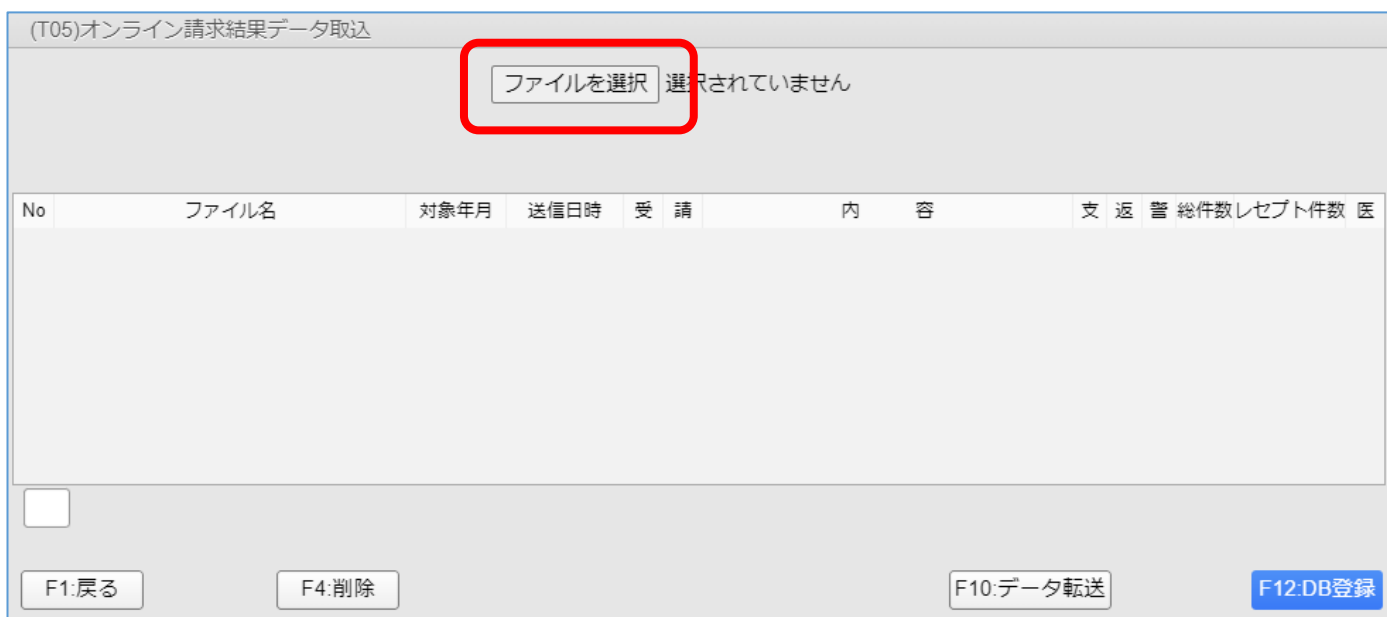 (T05)オンライン請求結果データ取込
ファイルを選択 選択されていません
No ファイル名 対象年月 送信日時 受 請 内 容 支 返 警 総件数 レセプト件数 医
F1:戻る F4:削除 F10:データ転送 F12:DB登録